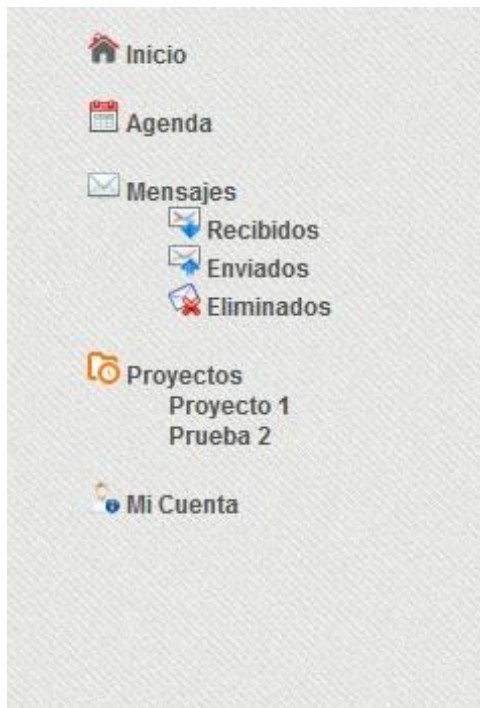 Inicio
Agenda
Mensajes
Recibidos
Enviados
Eliminados
Proyectos
Proyecto 1
Prueba 2
Mi Cuenta